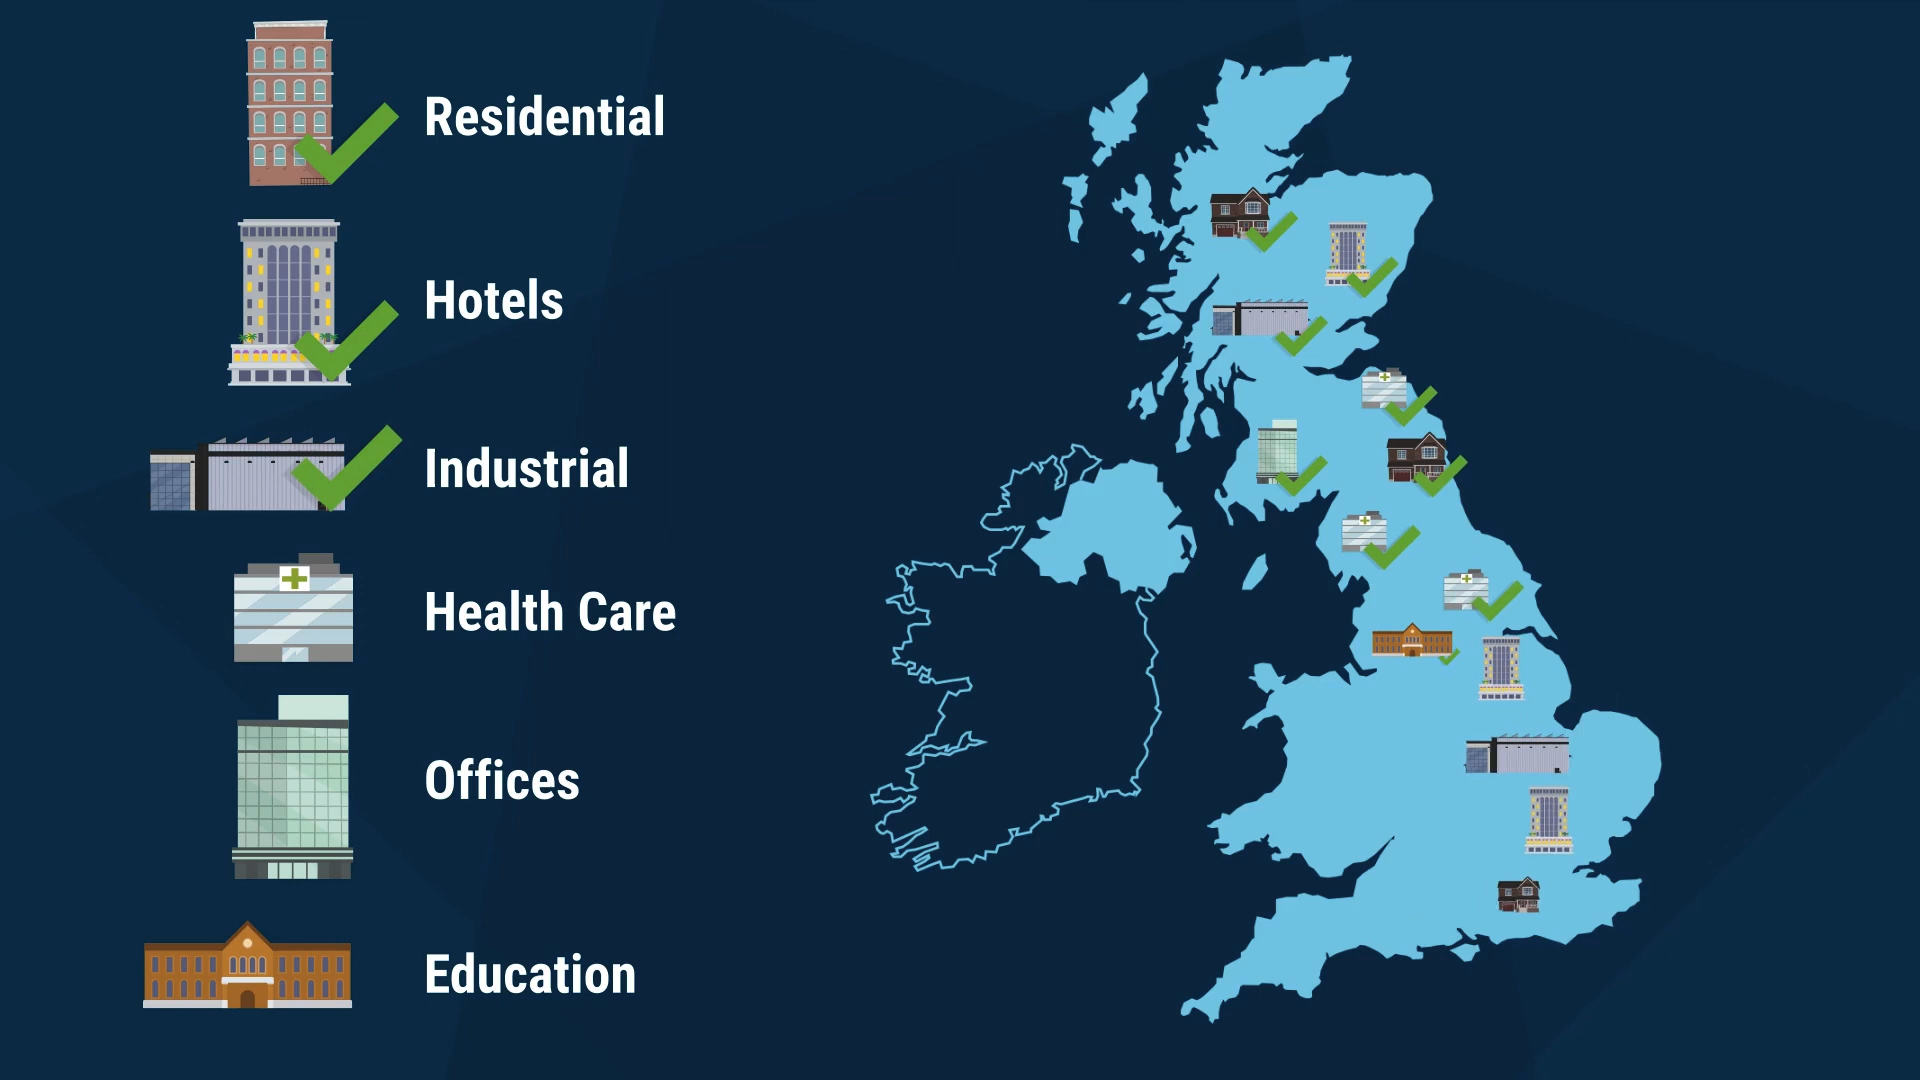 Residential
Hotels
Industrial
Health Care
Offices
Education